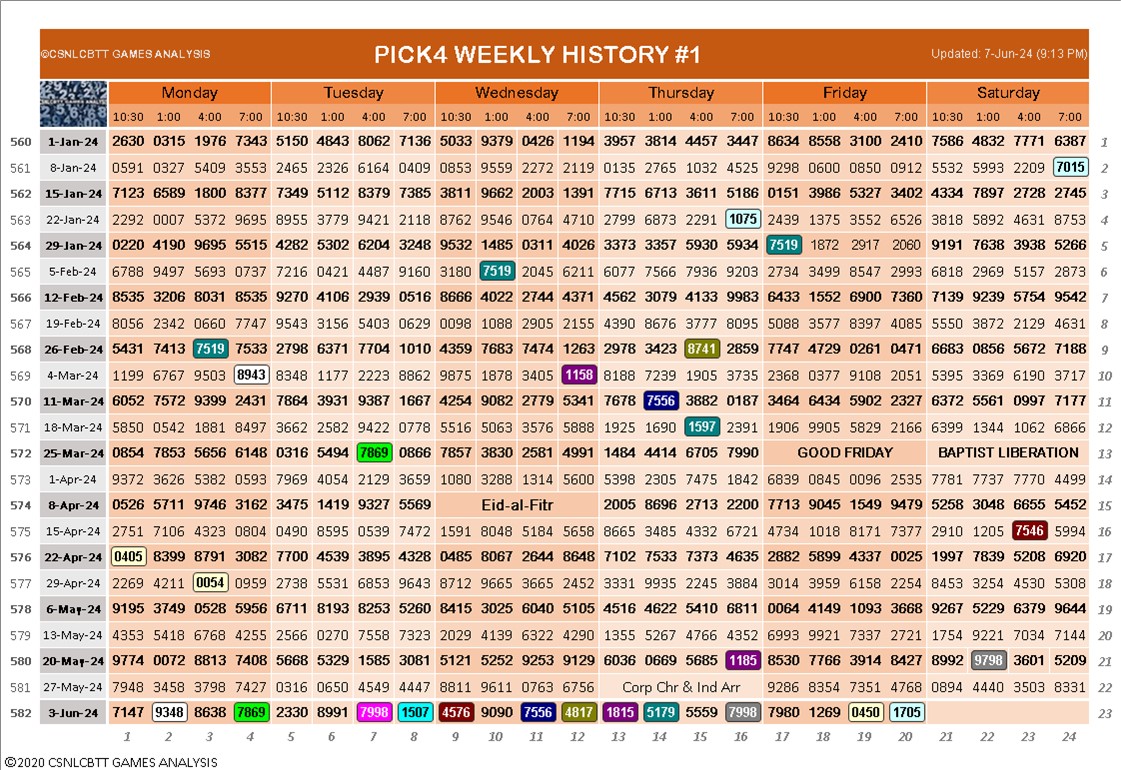 ©CSNLCBTT GAMES ANALYSIS PICK4 WEEKLY HISTORY #1 Updated: 7-Jun-24 (9:13 PM)
Monday Tuesday Wednesday Thursday Friday Saturday
10:30 1:00 4:00 7:00 10:30 1:00 4:00 7:00 10:30 1:00 4:00 7:00 10:30 1:00 4:00 7:00 10:30 1:00 4:00 7:00 10:30 1:00 4:00 7:00
560 1-Jan-24 2630 0315 1976 7343 5150 4843 8062 7136 5033 9379 0426 1194 3957 3814 4457 3447 8634 8558 3100 2410 7586 4832 7771 6387 1
561 8-Jan-24 0591 0327 5409 3553 2465 2326 6164 0409 0853 9559 2272 2119 0135 2765 1032 4525 9298 0600 0850 0912 5532 5993 2209 7015 2
562 15-Jan-24 7123 6589 1800 8377 7349 5112 8379 7385 3811 9662 2003 1391 7715 6713 3611 5186 0151 3986 5327 3402 4334 7897 2728 2745 3
563 22-Jan-24 2292 0007 5372 9695 8955 3779 9421 2118 8762 9546 0764 4710 2799 6873 2291 1075 2439 1375 3552 6526 3818 5892 4631 8753 4
564 29-Jan-24 0220 4190 9695 5515 4282 5302 6204 3248 9532 1485 0311 4026 3373 3357 5930 5934 7519 1872 2917 2060 9191 7638 3938 5266 5
565 5-Feb-24 6788 9497 5693 0737 7216 0421 4487 9160 3180 7519 2045 6211 6077 7566 7936 9203 2734 3499 8547 2993 6818 2969 5157 2873 6
566 12-Feb-24 8535 3206 8031 8535 9270 4106 2939 0516 8666 4022 2744 4371 4562 3079 4133 9983 6433 1552 6900 7360 7139 9239 5754 9542 7
567 19-Feb-24 8056 2342 0660 7747 9543 3156 5403 0629 0098 1088 2905 2155 4390 8676 3777 8095 5088 3577 8397 4085 5550 3872 2129 4631 8
568 26-Feb-24 5431 7413 7519 7533 2798 6371 7704 1010 4359 7683 7474 1263 2978 3423 8741 2859 7747 4729 0261 0471 6683 0856 5672 7188 9
569 4-Mar-24 1199 6767 9503 8943 8348 1177 2223 8862 9875 1878 3405 1158 8188 7239 1905 3735 2368 0377 9108 2051 5395 3369 6190 3717 10
570 11-Mar-24 6052 7572 9399 2431 7864 3931 9387 1667 4254 9082 2779 5341 7678 7556 3882 0187 3464 6434 5902 2327 6372 5561 0997 7177 11
571 18-Mar-24 5850 0542 1881 8497 3662 2582 9422 0778 5516 5063 3576 5888 1925 1690 1597 2391 1906 9905 5829 2166 6399 1344 1062 6866 12
572 25-Mar-24 0854 7853 5656 6148 0316 5494 7869 0866 7857 3830 2581 4991 1484 4414 6705 7990 GOOD FRIDAY BAPTIST LIBERATION 13
573 1-Apr-24 9372 3626 5382 0593 7969 4054 2129 3659 1080 3288 1314 5600 5398 2305 7475 1842 6839 0845 0096 2535 7781 7737 7770 4499 14
574 8-Apr-24 0526 5711 9746 3162 3475 1419 9327 5569 Eid-al-Fitr 2005 8696 2713 2200 7713 9045 1549 9479 5258 3048 6655 5452 15
575 15-Apr-24 2751 7106 4323 0804 0490 8595 0539 7472 1591 8048 5184 5658 8665 3485 4332 6721 4734 1018 8171 7377 2910 1205 7546 5994 16
576 22-Apr-24 0405 8399 8791 3082 7700 4539 3895 4328 0485 8067 2644 8648 7102 7533 7373 4635 2882 5899 4337 0025 1997 7839 5208 6920 17
577 29-Apr-24 2269 4211 0054 0959 2738 5531 6853 9643 8712 9665 3665 2452 3331 9935 2245 3884 3014 3959 6158 2254 8453 3254 4530 5308 18
578 6-May-24 9195 3749 0528 5956 6711 8193 8253 5260 8415 3025 6040 5105 4516 4622 5410 6811 0064 4149 1093 3668 9267 5229 6379 9644 19
579 13-May-24 4353 5418 6768 4255 2566 0270 7558 7323 2029 4139 6322 4290 1355 5267 4766 4352 6993 9921 7337 2721 1754 9221 7034 7144 20
580 20-May-24 9774 0072 8813 7408 5668 5329 1585 3081 5121 5252 9253 9129 6036 0669 5685 1185 8530 7766 3914 8427 8992 9798 3601 5209 21
581 27-May-24 7948 3458 3798 7427 0316 0650 4549 4447 8811 9611 0763 6756 Corp Chr & Ind Arr 9286 8354 7351 4768 0894 4440 3503 8331 22
582 3-Jun-24 7147 9348 8638 7869 2330 8991 7998 1507 4576 9090 7556 4817 1815 5179 5559 7998 7980 1269 0450 1705 23
1 2 3 4 5 6 7 8 9 10 11 12 13 14 15 16 17 18 19 20 21 22 23 24
©2020 CSNLCBTT GAMES ANALYSIS